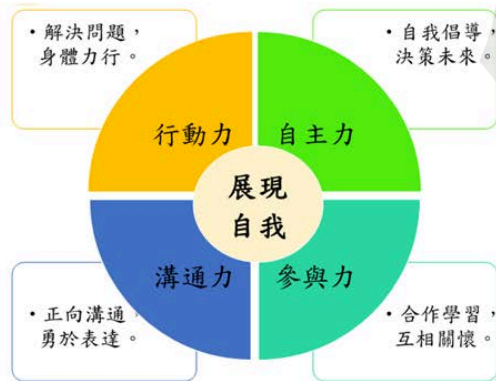 • 解決問題，
身體力行。
• 自我倡導，
決策未來。
行動力
自主力
展現
自我
溝通力
參與力
• 正向溝通，
勇於表達。
• 合作學習，
互相關懷。